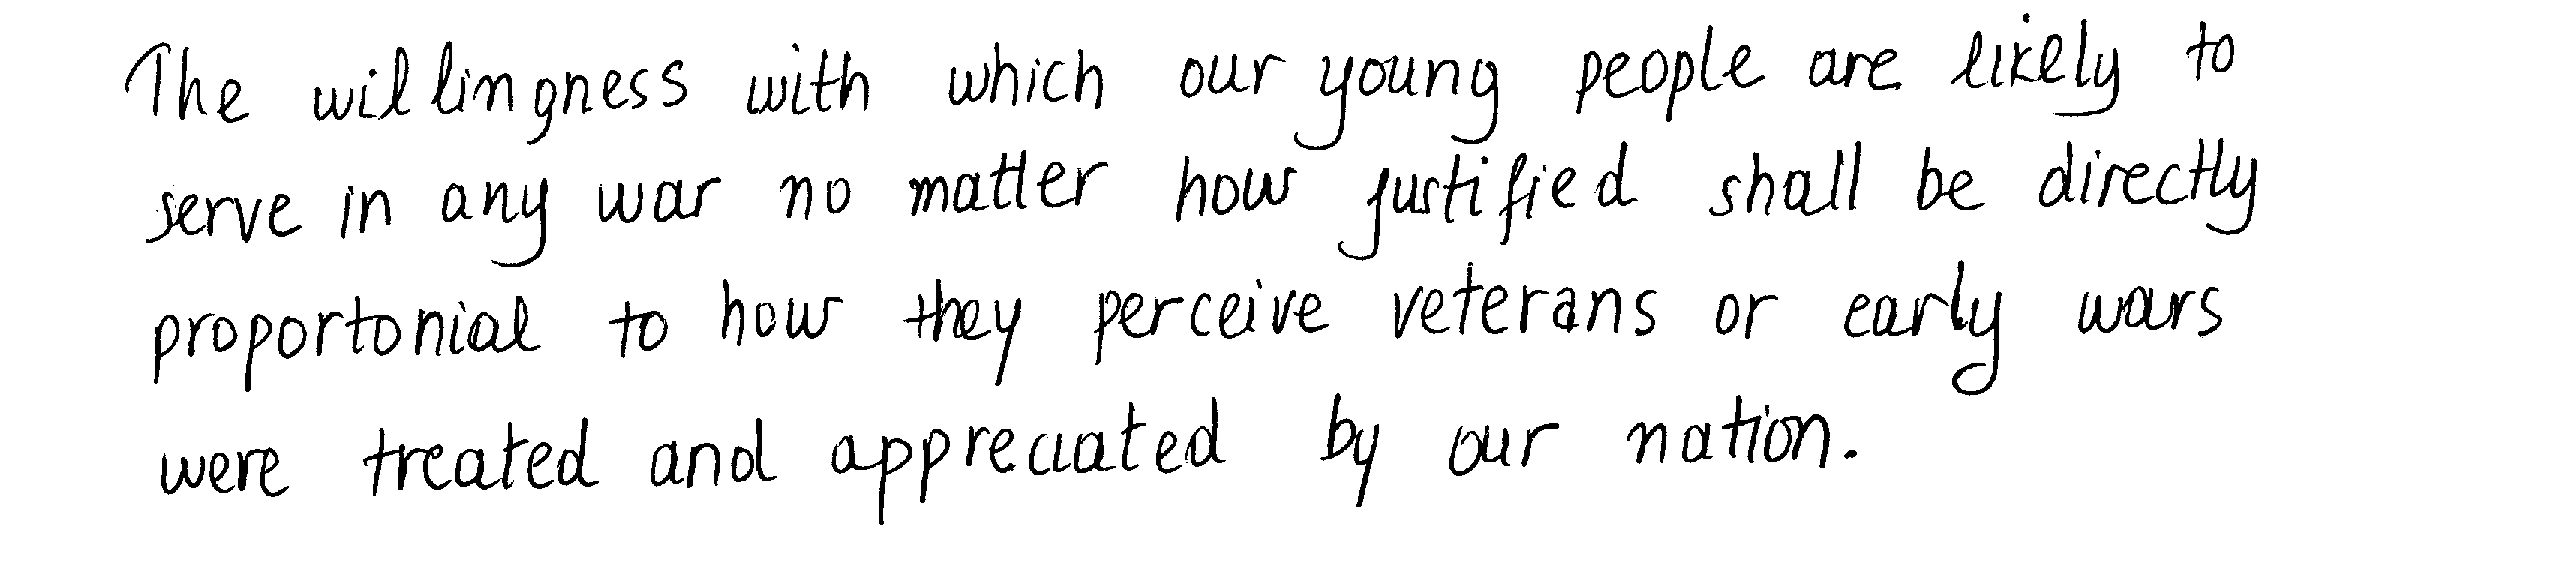 The willingness with which our young people are likely to
serve in any war no matter how justified shall be directly
proportonial to how they perceive veterans or early wars
were treated and appreciated by our nation.